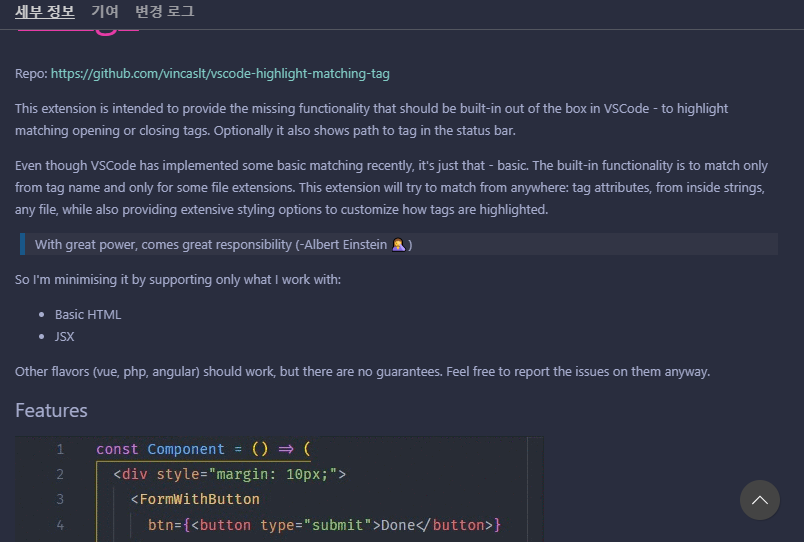 세부 정보 기여 변경 로그
Repo: https://github.com/vincaslt/vscode-highlight-matching-tag
This extension is intended to provide the missing functionality that should be built-in out of the box in VSCode - to highlight
matching opening or closing tags. Optionally it also shows path to tag in the status bar.
Even though VSCode has implemented some basic matching recently, it's just that - basic. The built-in functionality is to match only
from tag name and only for some file extensions. This extension will try to match from anywhere: tag attributes, from inside strings,
any file, while also providing extensive styling options to customize how tags are highlighted.
With great power, comes great responsibility (-Albert Einstein 🤦‍♀️ )
So I'm minimising it by supporting only what I work with:
• Basic HTML
• JSX
Other flavors (vue, php, angular) should work, but there are no guarantees. Feel free to report the issues on them anyway.
Features
1 const Component = () => (
2 <div style="margin: 10px;">
3 <FormWithButton
4 btn={<button type="submit">Done</button>}